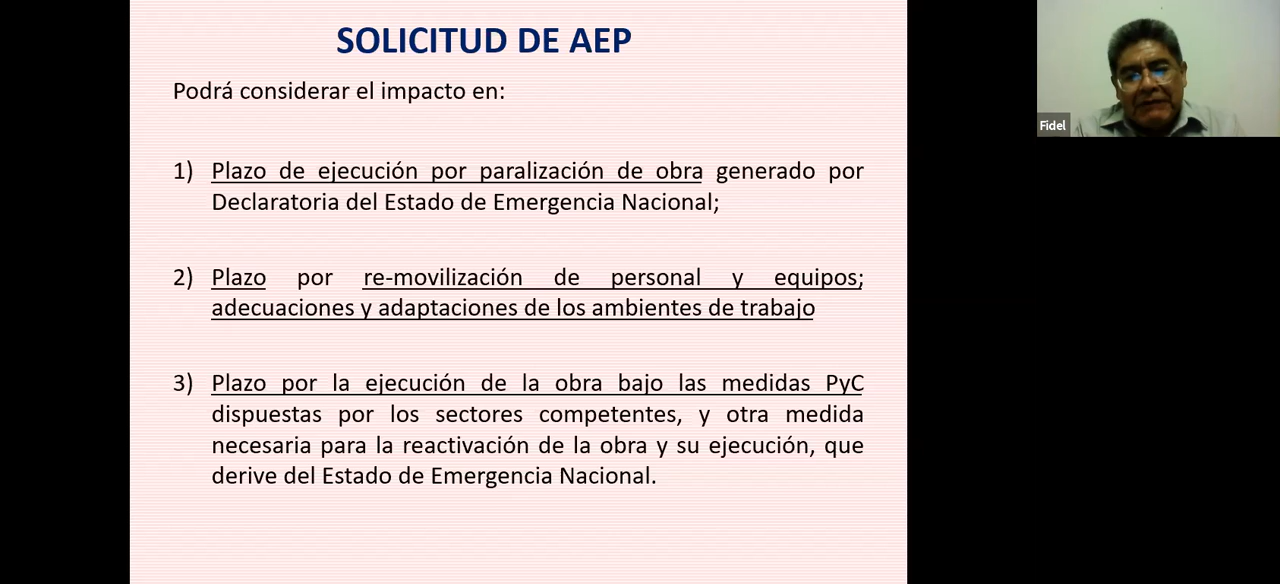 SOLICITUD DE AEP
Podrá considerar el impacto en:
1) Plazo de ejecución por paralización de obra generado por
Declaratoria del Estado de Emergencia Nacional;
2) Plazo por re-movilización de personal y equipos;
adecuaciones y adaptaciones de los ambientes de trabajo
3) Plazo por la ejecución de la obra bajo las medidas PyC
dispuestas por los sectores competentes, y otra medida
necesaria para la reactivación de la obra y su ejecución, que
derive del Estado de Emergencia Nacional.
Fidel